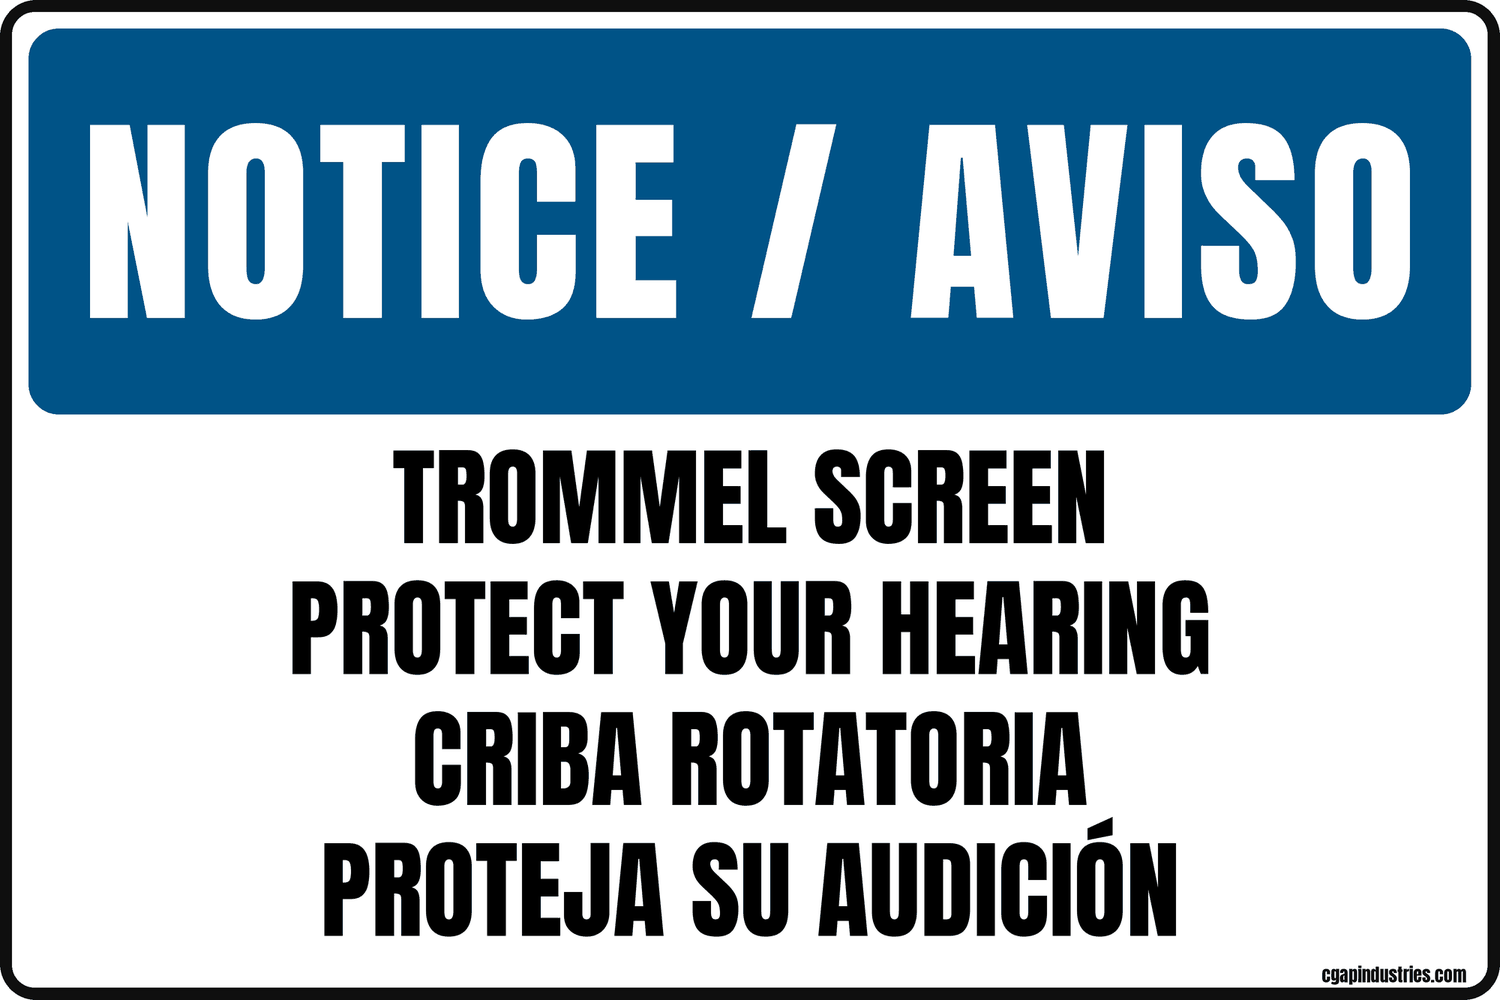 NOTICE / AVISO
TROMMEL SCREEN
PROTECT YOUR HEARING
CRIBA ROTATORIA
PROTEJA SU AUDICIÓN
cgapindustries.com